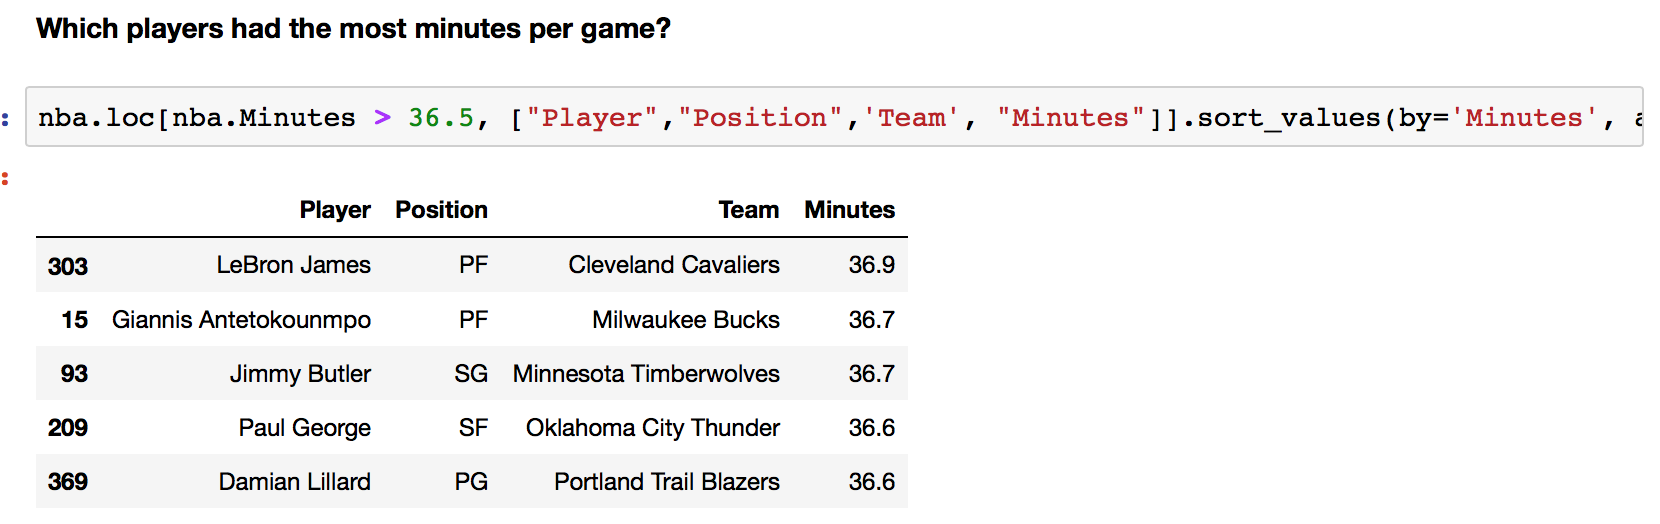 Which players had the most minutes per game?
nba.loc[nba.Minutes > 36.5, ["Player","Position",'Team', "Minutes"]].sort_values(by='Minutes',
Player Position Team Minutes
303 LeBron James PF Cleveland Cavaliers 36.9
15 Giannis Antetokounmpo PF Milwaukee Bucks 36.7
93 Jimmy Butler SG Minnesota Timberwolves 36.7
209 Paul George SF Oklahoma City Thunder 36.6
369 Damian Lillard PG Portland Trail Blazers 36.6